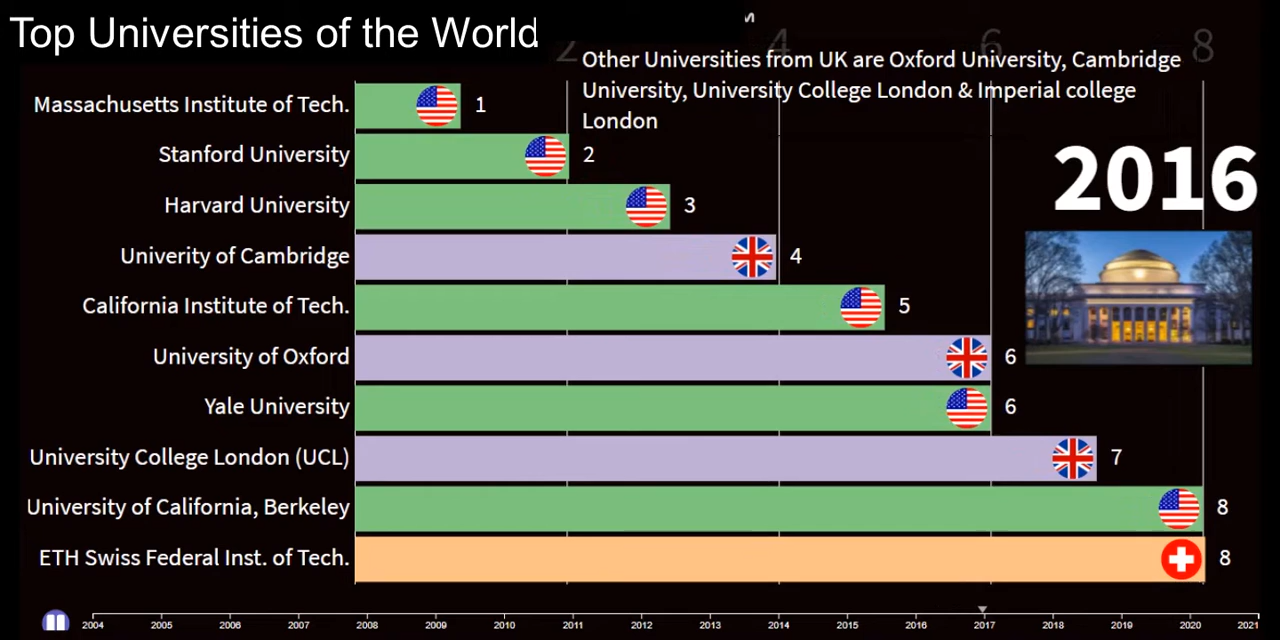 Top Universities of the World
2 4 6 8
Other Universities from UK are Oxford University, Cambridge
University, University College London & Imperial college
London
Massachusetts Institute of Tech. 1
Stanford University 2
2016
Harvard University 3
Univerity of Cambridge 4
California Institute of Tech. 5
University of Oxford 6
Yale University 6
University College London (UCL) 7
University of California, Berkeley 8
ETH Swiss Federal Inst. of Tech. 8
2004 2005 2006 2007 2008 2009 2010 2011 2012 2013 2014 2015 2016 2017 2018 2019 2020 2021